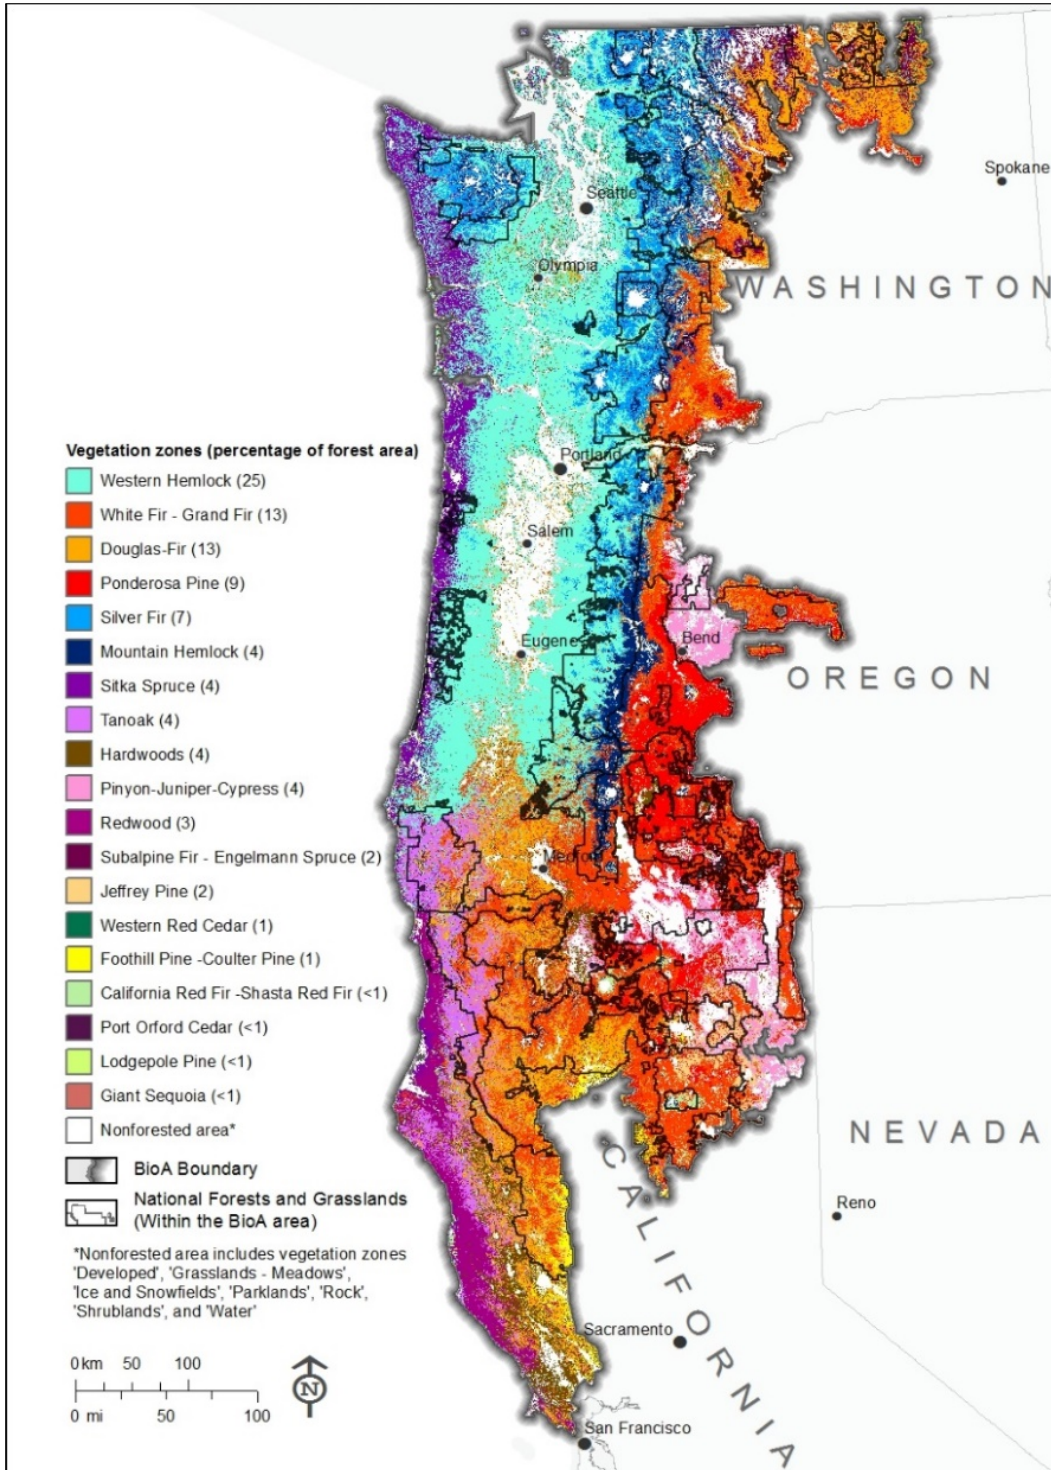 Spokane
Seattle
Olympia
WASHINGTON
Vegetation zones (percentage of forest area)
Western Hemlock (25)
White Fir - Grand Fir (13)
Douglas-Fir (13)
Ponderosa Pine (9)
Silver Fir (7)
Mountain Hemlock (4)
Sitka Spruce (4)
Tanoak (4)
Hardwoods (4)
Pinyon-Juniper-Cypress (4)
Redwood (3)
Subalpine Fir - Engelmann Spruce (2)
Jeffrey Pine (2)
Western Red Cedar (1)
Foothill Pine -Coulter Pine (1)
California Red Fir -Shasta Red Fir (<1)
Port Orford Cedar (<1)
Lodgepole Pine (<1)
Giant Sequoia (<1)
Nonforested area*
BioA Boundary
National Forests and Grasslands
(Within the BioA area)
*Nonforested area includes vegetation zones
'Developed', 'Grasslands - Meadows',
'Ice and Snowfields', 'Parklands', 'Rock',
'Shrublands', and 'Water'
0 km 50 100
0 mi 50 100
N
Portland
Salem
Eugene
Bend
OREGON
Medford
NEVADA
Reno
CALIFORNIA
Sacramento
San Francisco